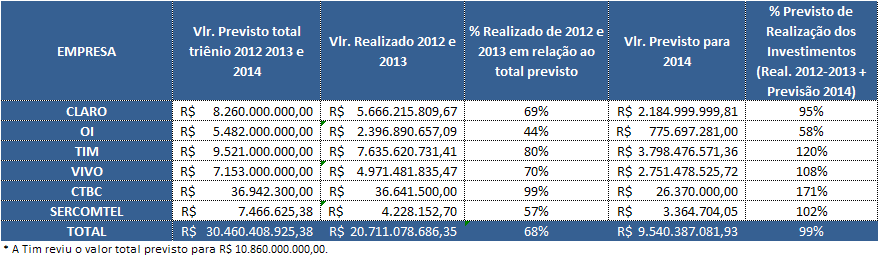 EMPRESA Vlr. Previsto total triênio 2012 2013 e 2014 Vlr. Realizado 2012 e 2013 % Realizado de 2012 e 2013 em relação ao total previsto Vlr. Previsto para 2014 % Previsto de Realização dos Investimentos (Real. 2012-2013 + Previsão 2014)
CLARO R$ 8.260.000.000,00 R$ 5.666.215.809,67 69% R$ 2.184.999.999,81 95%
OI R$ 5.482.000.000,00 R$ 2.396.890.657,09 44% R$ 775.697.281,00 58%
TIM R$ 9.521.000.000,00 R$ 7.635.620.731,41 80% R$ 3.798.476.571,36 120%
VIVO R$ 7.153.000.000,00 R$ 4.971.481.835,47 70% R$ 2.751.478.525,72 108%
CTBC R$ 36.942.300,00 R$ 36.641.500,00 99% R$ 26.370.000,00 171%
SERCOMTEL R$ 7.466.625,38 R$ 4.228.152,70 57% R$ 3.364.704,05 102%
TOTAL R$ 30.460.408.925,38 R$ 20.711.078.686,35 68% R$ 9.540.387.081,93 99%
* A Tim reviu o valor total previsto para R$ 10.860.000.000,00.